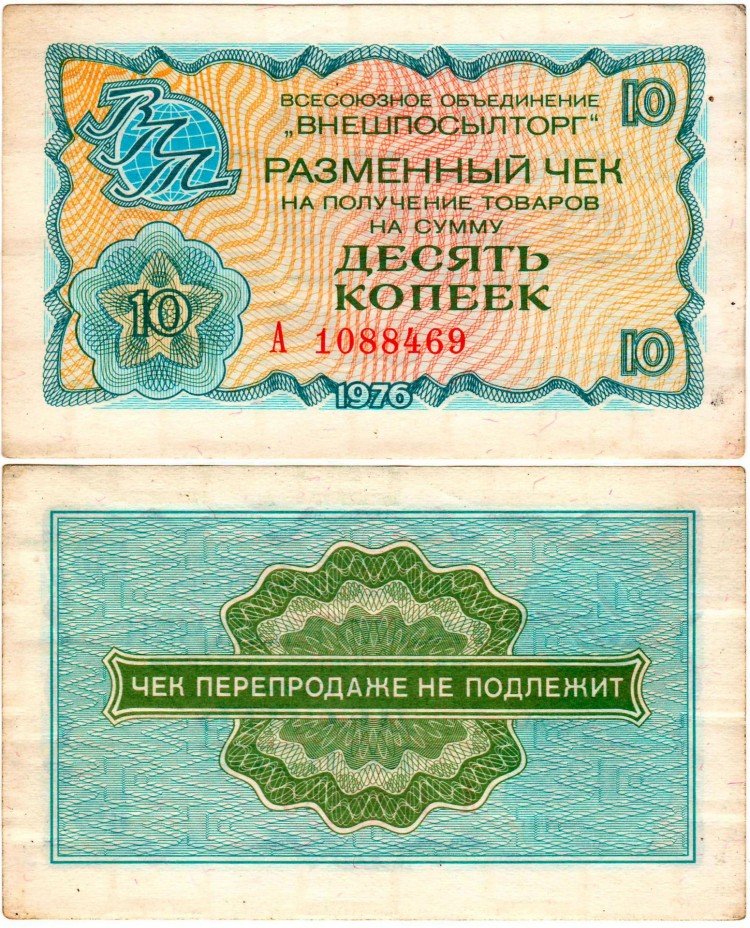 ВПТ
ВСЕСОЮЗНОЕ ОБЪЕДИНЕНИЕ
10
„ВНЕШПОСЫЛТОРГ“
РАЗМЕННЫЙ ЧЕК
НА ПОЛУЧЕНИЕ ТОВАРОВ
НА СУММУ
ДЕСЯТЬ
КОПЕЕК
10
А 1088469
10
1976
ЧЕК ПЕРЕПРОДАЖЕ НЕ ПОДЛЕЖИТ